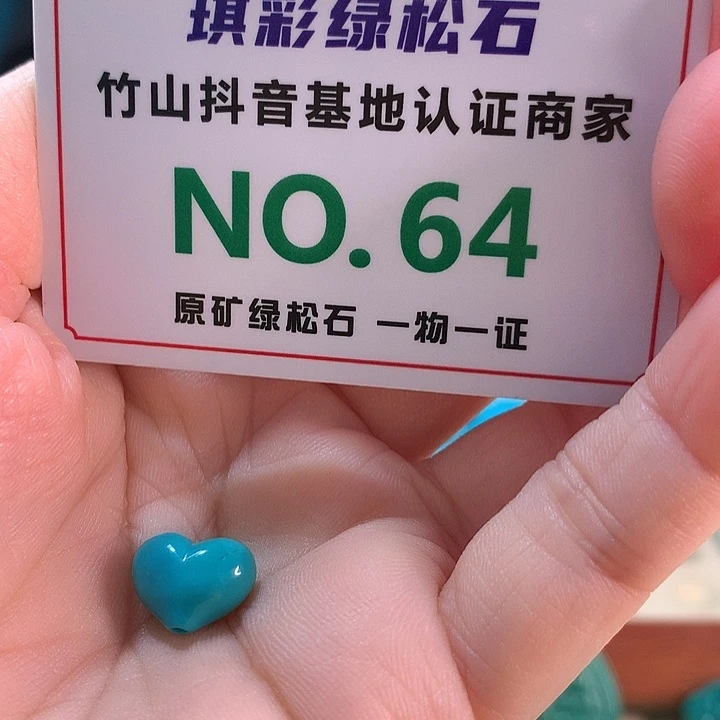 琪彩绿松石
竹山抖音基地认证商家
NO. 64
原矿绿松石 一物一证